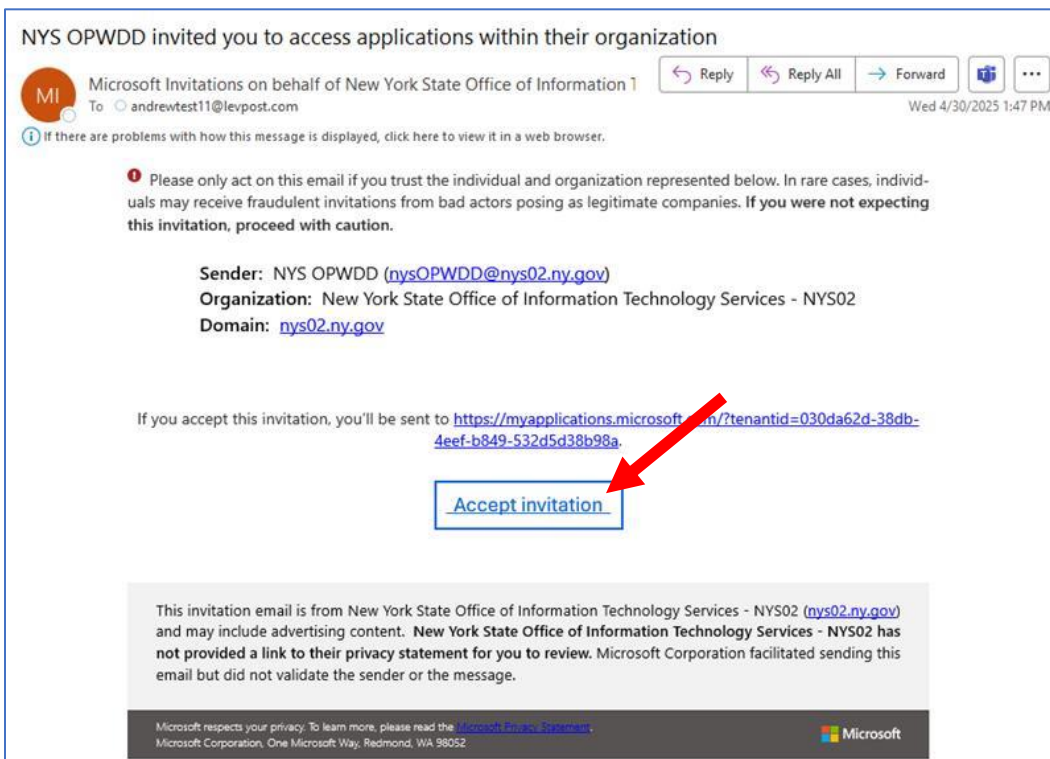 NYS OPWDD invited you to access applications within their organization
MI
Microsoft Invitations on behalf of New York State Office of Information T
Reply
Reply All
Forward
To andrewtest11@levpost.com
Wed 4/30/2025 1:47 PM
If there are problems with how this message is displayed, click here to view it in a web browser.
Please only act on this email if you trust the individual and organization represented below. In rare cases, individ-
uals may receive fraudulent invitations from bad actors posing as legitimate companies. If you were not expecting
this invitation, proceed with caution.
Sender: NYS OPWDD (nysOPWDD@nys02.ny.gov)
Organization: New York State Office of Information Technology Services - NYS02
Domain: nys02.ny.gov
If you accept this invitation, you'll be sent to https://myapplications.microsoft.com/?tenantid=030da62d-38db-
4eef-b849-532d5d38b98a.
Accept invitation
This invitation email is from New York State Office of Information Technology Services - NYS02 (nys02.ny.gov)
and may include advertising content. New York State Office of Information Technology Services - NYS02 has
not provided a link to their privacy statement for you to review. Microsoft Corporation facilitated sending this
email but did not validate the sender or the message.
Microsoft respects your privacy. To learn more, please read the Microsoft Privacy Statement.
Microsoft Corporation, One Microsoft Way, Redmond, WA 98052
Microsoft